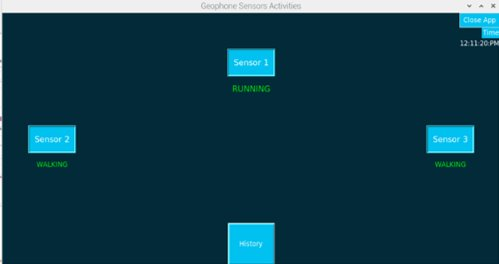 Geophone Sensors Activities
Close App
Time
12:11:20:PM
Sensor 1
RUNNING
Sensor 2
Sensor 3
WALKING
WALKING
History